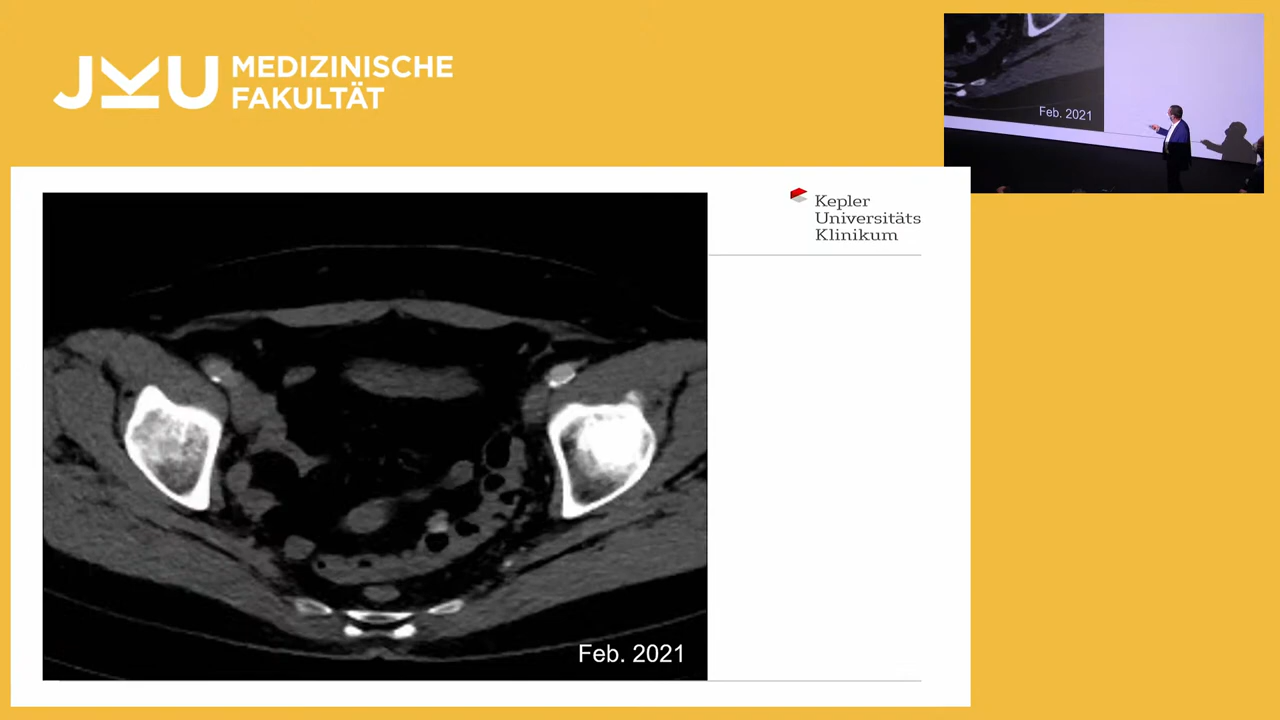 JKU MEDIZINISCHE
FAKULTÄT
Feb. 2021
Kepler
Universitäts
Klinikum
Feb. 2021